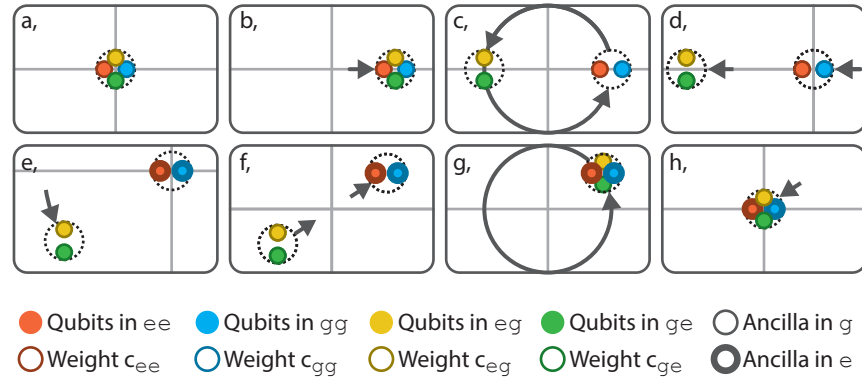 a, b, c, d,
e, f, g, h,
Qubits in ee Qubits in gg Qubits in eg Qubits in ge Ancilla in g
Weight cee Weight cgg Weight ceg Weight cge Ancilla in e